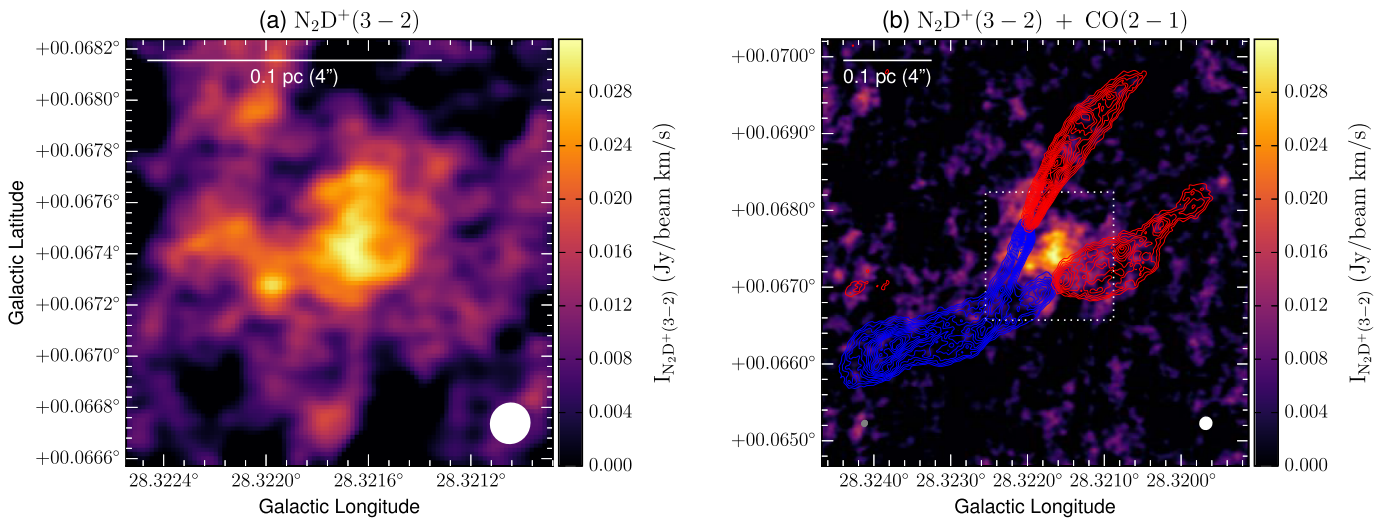 (a) N₂D⁺(3 − 2)
0.1 pc (4”)
+00.0682°
+00.0680°
+00.0678°
+00.0676°
+00.0674°
+00.0672°
+00.0670°
+00.0668°
+00.0666°
Galactic Latitude
28.3224° 28.3220° 28.3216° 28.3212°
Galactic Longitude
0.028
0.024
0.020
0.016
0.012
0.008
0.004
0.000
I_N₂D⁺(3−2) (Jy/beam km/s)
(b) N₂D⁺(3 − 2) + CO(2 − 1)
0.1 pc (4”)
+00.0700°
+00.0690°
+00.0680°
+00.0670°
+00.0660°
+00.0650°
28.3240° 28.3230° 28.3220° 28.3210° 28.3200°
Galactic Longitude
0.028
0.024
0.020
0.016
0.012
0.008
0.004
0.000
I_N₂D⁺(3−2) (Jy/beam km/s)